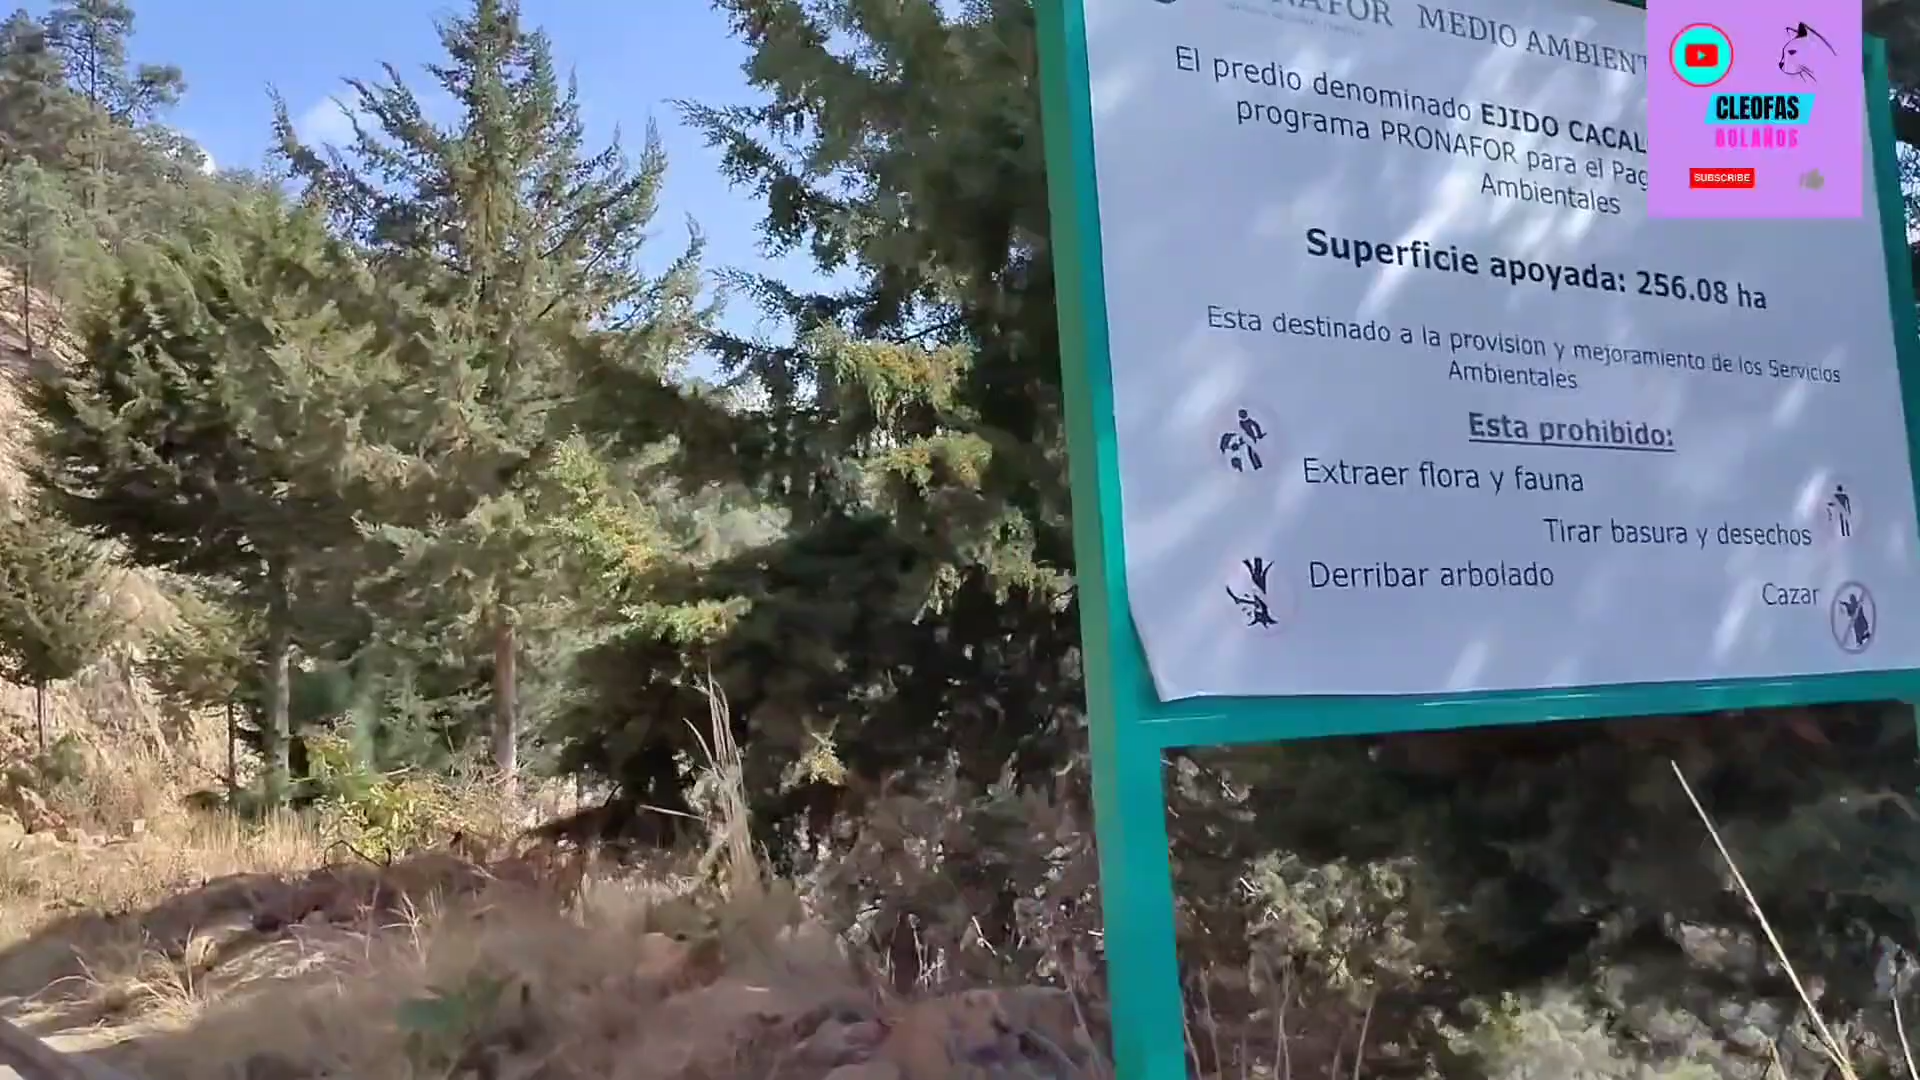 MEDIO AMBIENT
El predio denominado EJIDO CACAL
programa PRONAFOR para el Pag
Ambientales
Superficie apoyada: 256.08 ha
Esta destinado a la provision y mejoramiento de los Servicios
Ambientales
Esta prohibido:
Extraer flora y fauna
Tirar basura y desechos
Derribar arbolado
Cazar
CLEOFAS
BOLAÑOS
SUBSCRIBE